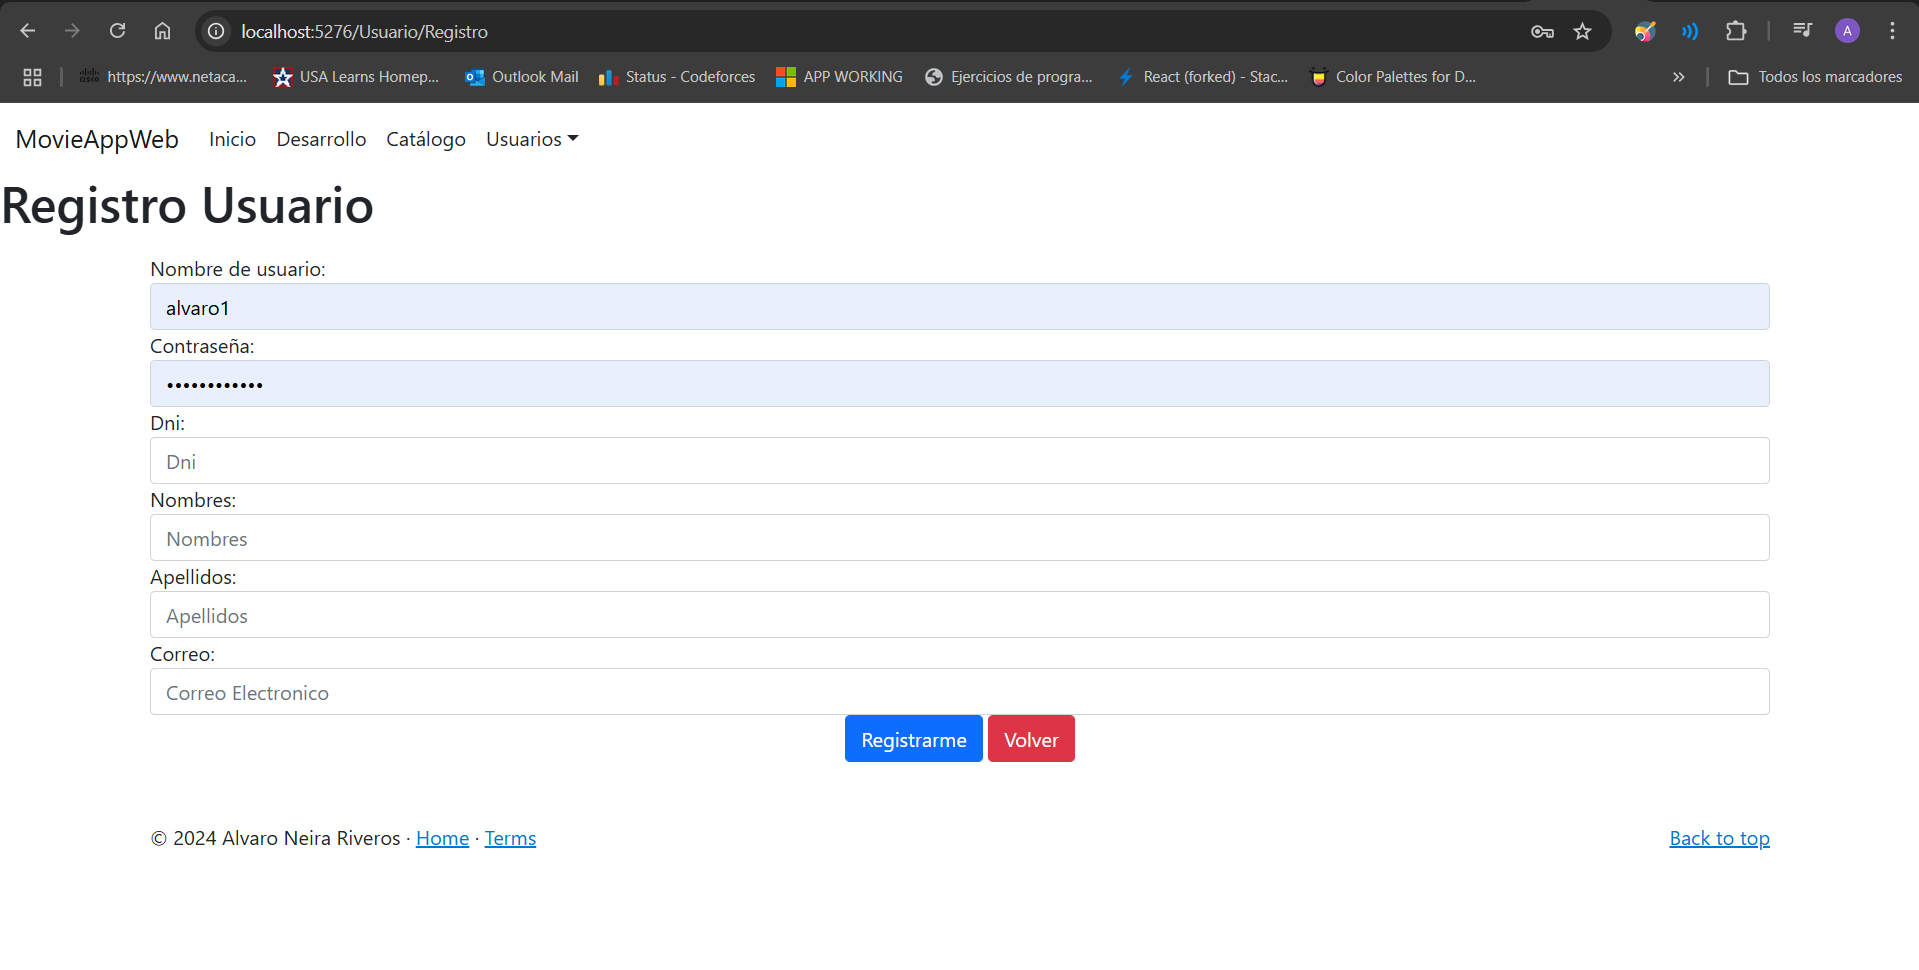 localhost:5276/Usuario/Registro
A
https://www.netaca... USA Learns Homep... Outlook Mail Status - Codeforces APP WORKING Ejercicios de progra... React (forked) - Stac... Color Palettes for D... » Todos los marcadores
MovieAppWeb Inicio Desarrollo Catálogo Usuarios
Registro Usuario
Nombre de usuario:
alvaro1
Contraseña:
••••••••••••
Dni:
Dni
Nombres:
Nombres
Apellidos:
Apellidos
Correo:
Correo Electronico
Registrarme Volver
© 2024 Alvaro Neira Riveros · Home · Terms Back to top